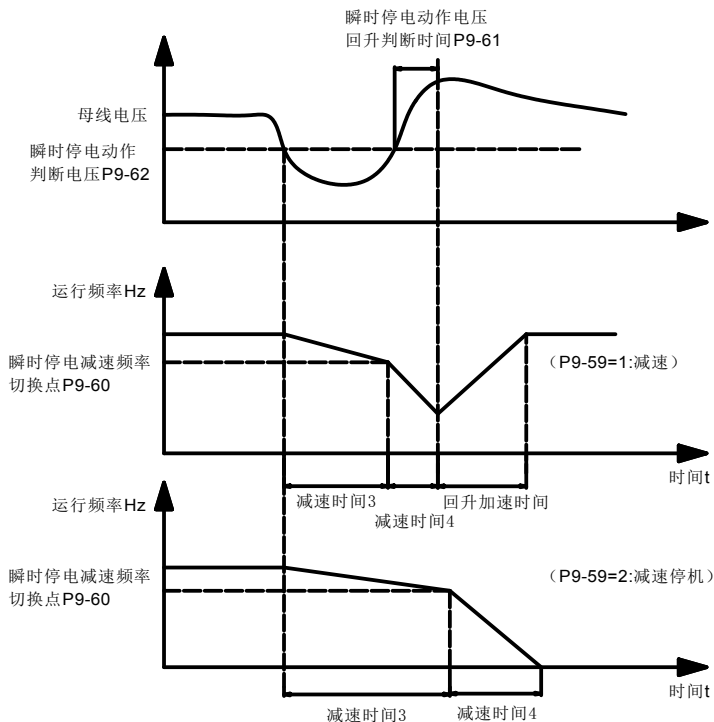 瞬时停电动作电压
回升判断时间P9-61
母线电压
瞬时停电动作
判断电压P9-62
运行频率Hz
瞬时停电减速频率
切换点P9-60
（P9-59=1:减速）
时间t
减速时间3
减速时间4
回升加速时间
运行频率Hz
瞬时停电减速频率
切换点P9-60
（P9-59=2:减速停机）
时间t
减速时间3
减速时间4